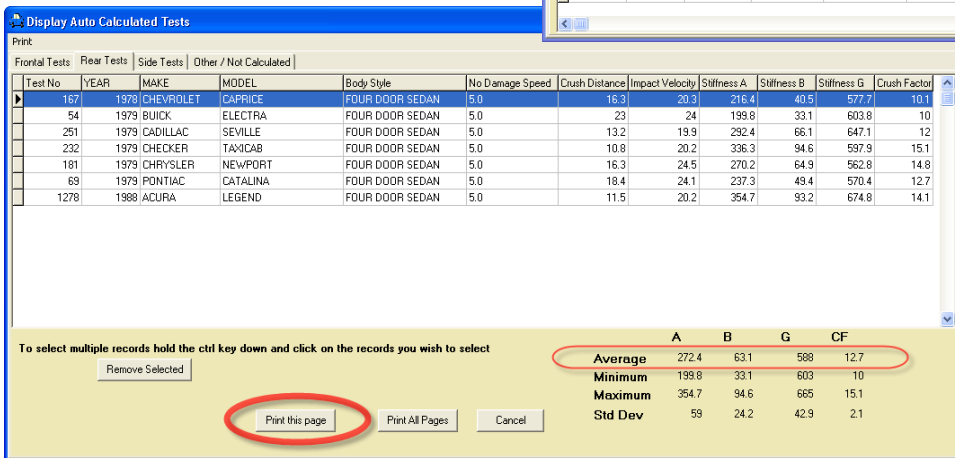 Display Auto Calculated Tests
Print
Frontal Tests Rear Tests Side Tests Other / Not Calculated
Test No YEAR MAKE MODEL Body Style No Damage Speed Crush Distance Impact Velocity Stiffness A Stiffness B Stiffness G Crush Factor
167 1978 CHEVROLET CAPRICE FOUR DOOR SEDAN 5.0 16.3 20.3 216.4 40.5 577.7 10.1
54 1979 BUICK ELECTRA FOUR DOOR SEDAN 5.0 23 24 199.8 33.1 603.8 10
251 1979 CADILLAC SEVILLE FOUR DOOR SEDAN 5.0 13.2 19.9 292.4 66.1 647.1 12
232 1979 CHECKER TAXICAB FOUR DOOR SEDAN 5.0 10.8 20.2 336.3 94.6 597.9 15.1
181 1979 CHRYSLER NEWPORT FOUR DOOR SEDAN 5.0 16.3 24.5 270.2 64.9 562.8 14.8
69 1979 PONTIAC CATALINA FOUR DOOR SEDAN 5.0 18.4 24.1 237.3 49.4 570.4 12.7
1278 1988 ACURA LEGEND FOUR DOOR SEDAN 5.0 11.5 20.2 354.7 93.2 674.8 14.1
A B G CF
To select multiple records hold the ctrl key down and click on the records you wish to select
Average 272.4 63.1 588 12.7
Remove Selected
Minimum 199.8 33.1 603 10
Maximum 354.7 94.6 665 15.1
Print this page Print All Pages Cancel
Std Dev 59 24.2 42.9 2.1